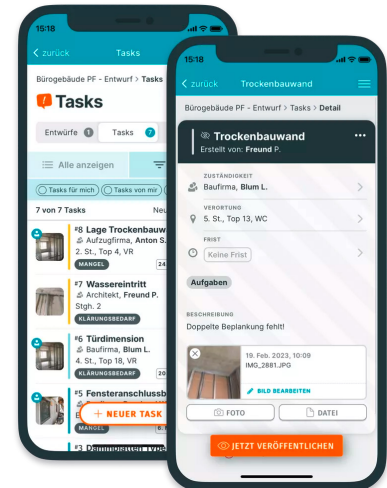 15:18
zurück Tasks
Bürogebäude PF - Entwurf > Tasks
Tasks
Entwürfe 1 Tasks 7
Alle anzeigen
Tasks für mich Tasks von mir
7 von 7 Tasks
#8 Lage Trockenbauw
Aufzugfirma, Anton S.
2. St., Top 4, VR
MANGEL 24
#7 Wassereintritt
Architekt, Freund P.
Stgh. 2
KLÄRUNGSBEDARF
#6 Türdimension
Baufirma, Blum L.
4. St., Top 18, VR
KLÄRUNGSBEDARF 20
#5 Fensteranschlussb
+ NEUER TASK
MANGEL
15:18
zurück Trockenbauwand
Bürogebäude PF - Entwurf > Tasks > Detail
Trockenbauwand
Erstellt von: Freund P.
ZUSTÄNDIGKEIT
Baufirma, Blum L.
VERORTUNG
5. St., Top 13, WC
FRIST
Keine Frist
Aufgaben
BESCHREIBUNG
Doppelte Beplankung fehlt!
19. Feb. 2023, 10:09
IMG_2881.JPG
BILD BEARBEITEN
FOTO DATEI
JETZT VERÖFFENTLICHEN